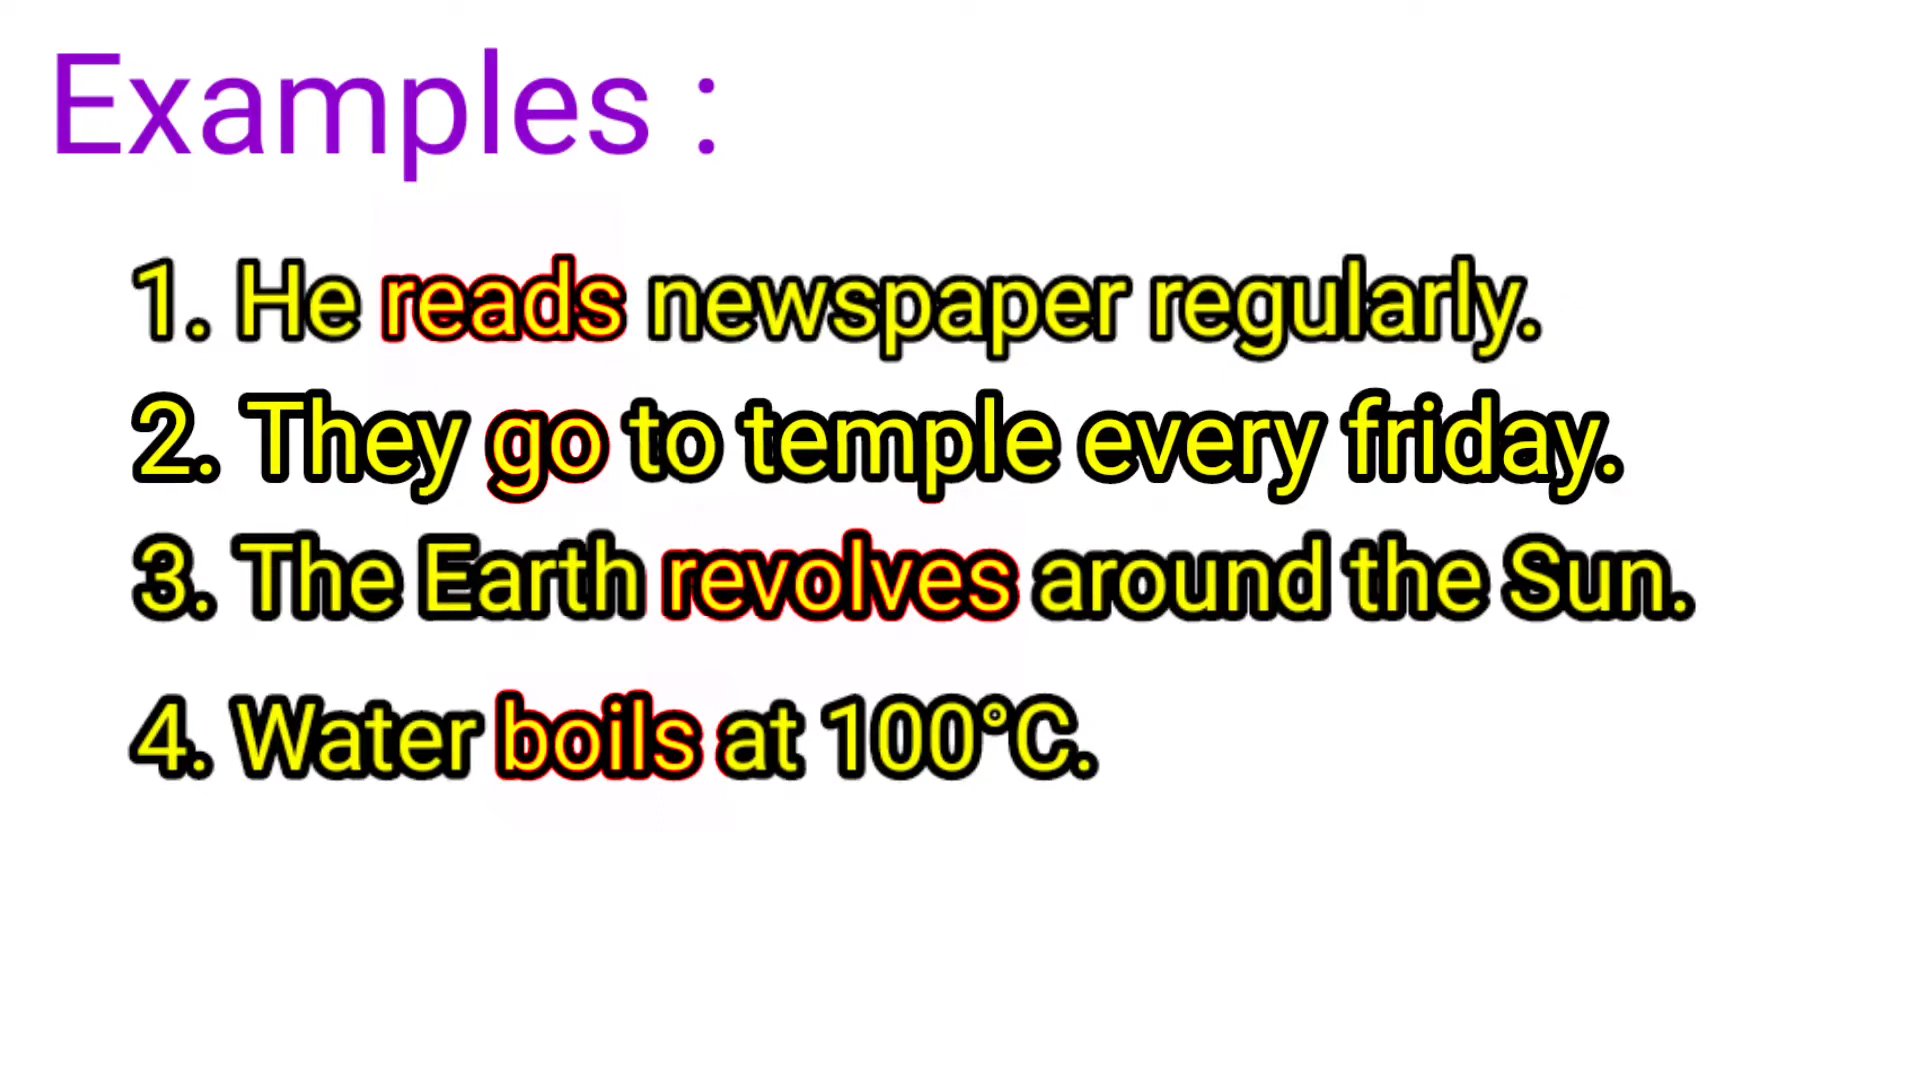 Examples :
1. He reads newspaper regularly.
2. They go to temple every friday.
3. The Earth revolves around the Sun.
4. Water boils at 100°C.